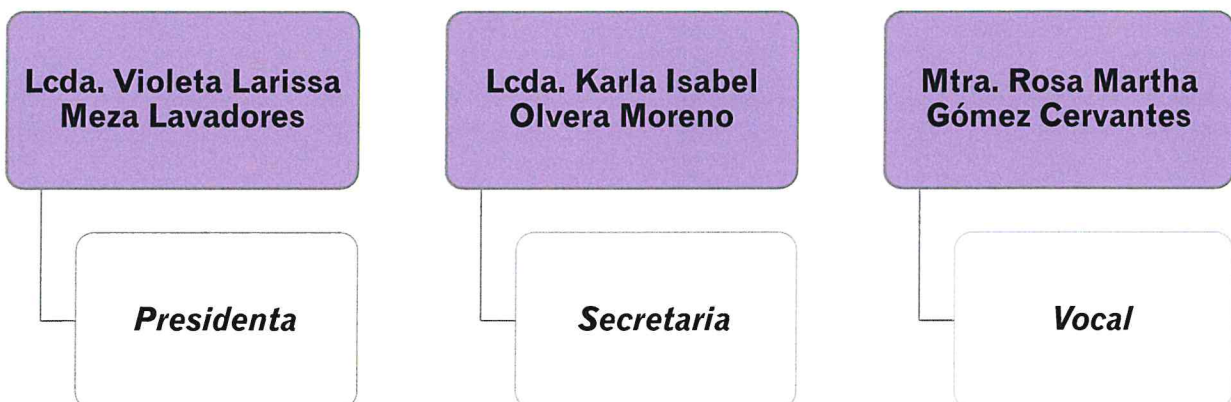 Lcda. Violeta Larissa
Meza Lavadores
Presidenta
Lcda. Karla Isabel
Olvera Moreno
Secretaria
Mtra. Rosa Martha
Gómez Cervantes
Vocal